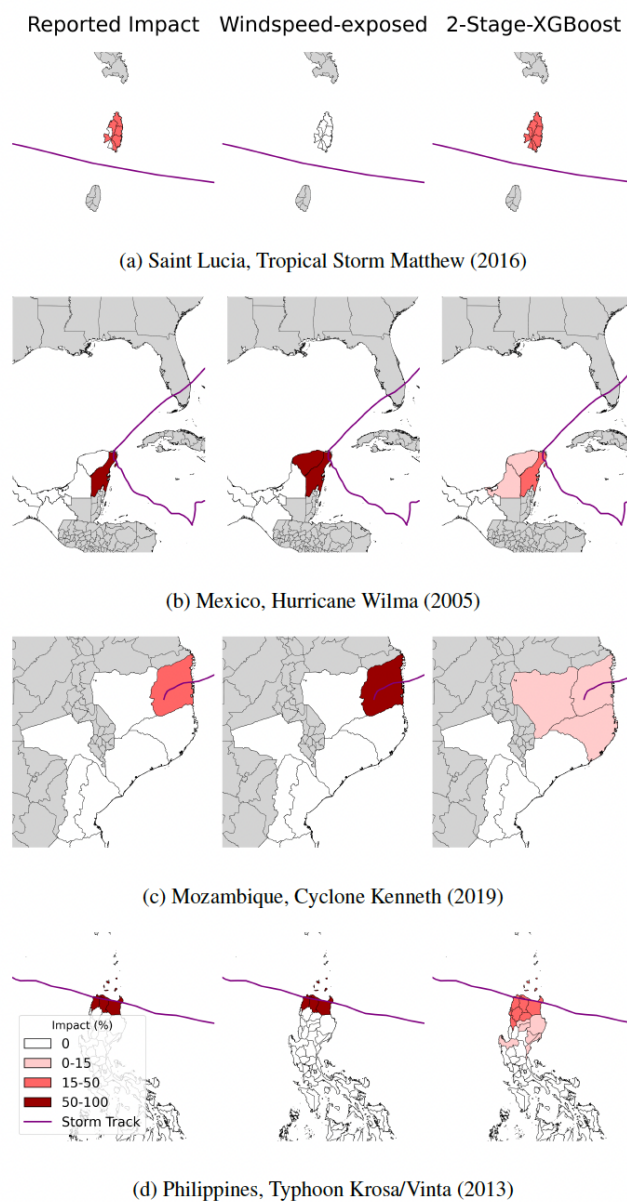 Reported Impact Windspeed-exposed 2-Stage-XGBoost
(a) Saint Lucia, Tropical Storm Matthew (2016)
(b) Mexico, Hurricane Wilma (2005)
(c) Mozambique, Cyclone Kenneth (2019)
Impact (%)
0
0-15
15-50
50-100
Storm Track
(d) Philippines, Typhoon Krosa/Vinta (2013)